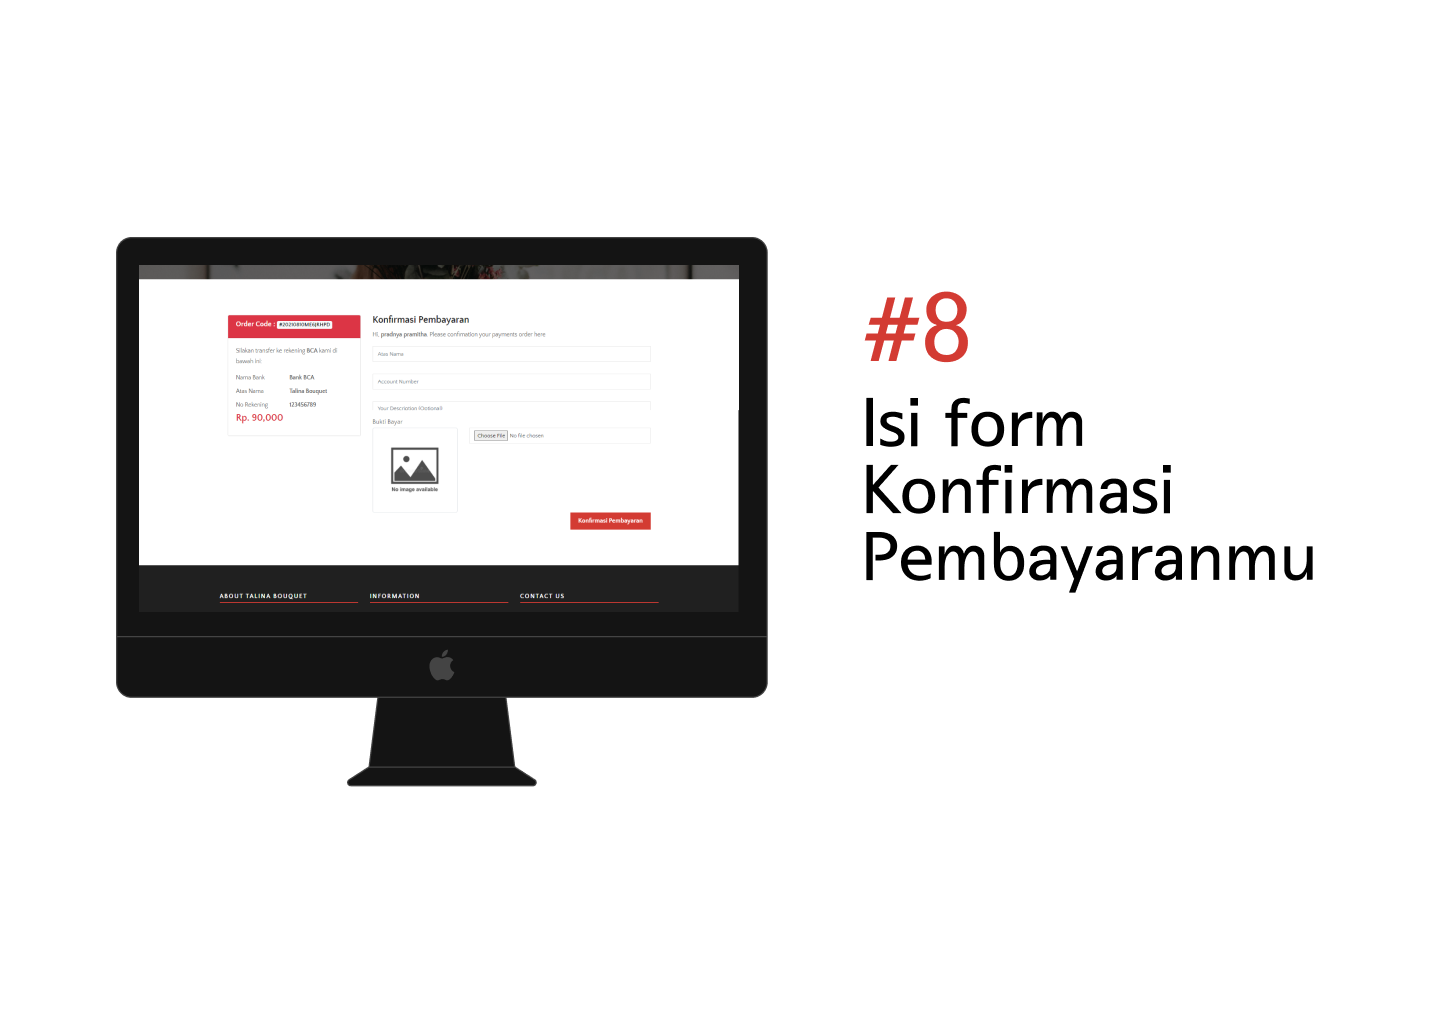 Order Code : #20210810ME6JKHPD
Silakan transfer ke rekening BCA kami di
bawah ini:
Nama Bank Bank BCA
Atas Nama Talina Bouquet
No Rekening 123456789
Rp. 90,000
Konfirmasi Pembayaran
Hi, pradnya pramitha. Please confimation your payments order here
Atas Name
Account Number
Your Description (Optional)
Bukti Bayar
No image available
Choose File No file chosen
Konfirmasi Pembayaran
ABOUT TALINA BOUQUET
INFORMATION
CONTACT US
#8
Isi form
Konfirmasi
Pembayaranmu